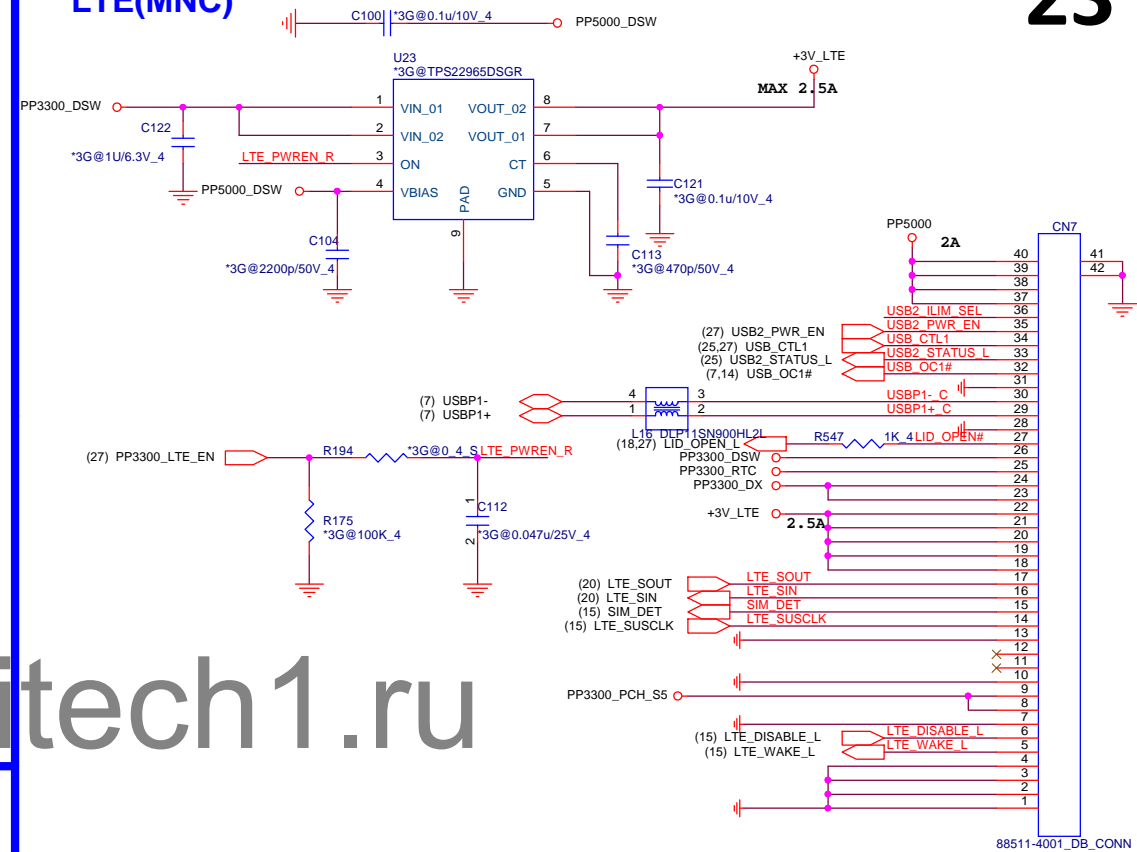 LTE(MNC)
23
C100
*3G@0.1u/10V_4
PP5000_DSW
U23
*3G@TPS22965DSGR
+3V_LTE
MAX 2.5A
PP3300_DSW
1
VIN_01
VOUT_02
8
C122
2
VIN_02
VOUT_01
7
*3G@1U/6.3V_4
LTE_PWREN_R
3
ON
CT
6
PP5000_DSW
4
VBIAS
GND
5
PAD
9
C121
*3G@0.1u/10V_4
C104
*3G@2200p/50V_4
C113
*3G@470p/50V_4
PP5000
2A
CN7
40
41
39
42
38
37
USB2_ILIM_SEL
36
(27) USB2_PWR_EN
USB2_PWR_EN
35
(25,27) USB_CTL1
USB_CTL1
34
(25) USB2_STATUS_L
USB2_STATUS_L
33
(7,14) USB_OC1#
USB_OC1#
32
31
(7) USBP1-
4
3
USBP1-_C
30
(7) USBP1+
1
2
USBP1+_C
29
28
L16 DLP11SN900HL2L
(18,27) LID_OPEN_L
R547
1K_4
LID_OPEN#
27
PP3300_DSW
26
PP3300_RTC
25
PP3300_DX
24
23
+3V_LTE
2.5A
22
21
20
19
18
(27) PP3300_LTE_EN
R194
*3G@0_4_S
LTE_PWREN_R
R175
*3G@100K_4
1
C112
*3G@0.047u/25V_4
2
(20) LTE_SOUT
LTE_SOUT
17
(20) LTE_SIN
LTE_SIN
16
(15) SIM_DET
SIM_DET
15
(15) LTE_SUSCLK
LTE_SUSCLK
14
13
12
11
10
PP3300_PCH_S5
9
8
7
(15) LTE_DISABLE_L
LTE_DISABLE_L
6
(15) LTE_WAKE_L
LTE_WAKE_L
5
4
3
2
1
88511-4001_DB_CONN
itech1.ru